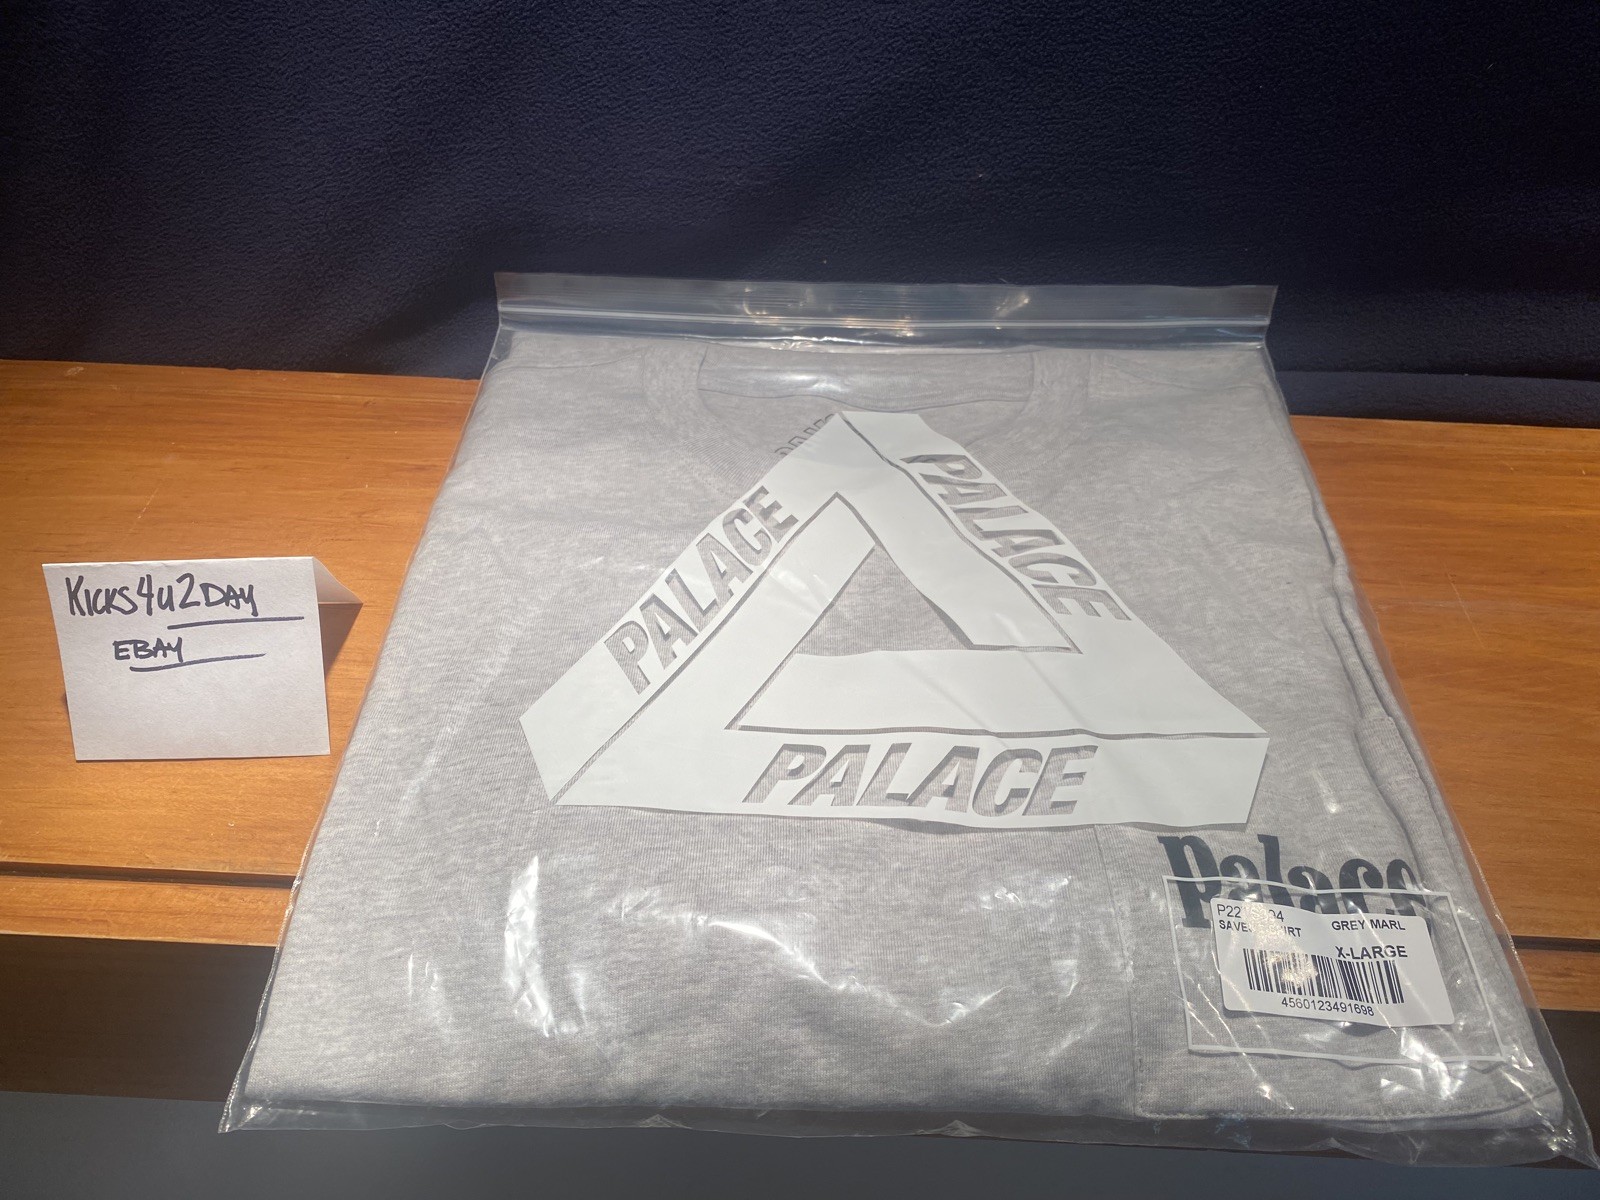 Kicks4u2DAY
EBAY
PALACE
PALACE
PALACE
Palace
GREY MARL
X-LARGE
4560123491698